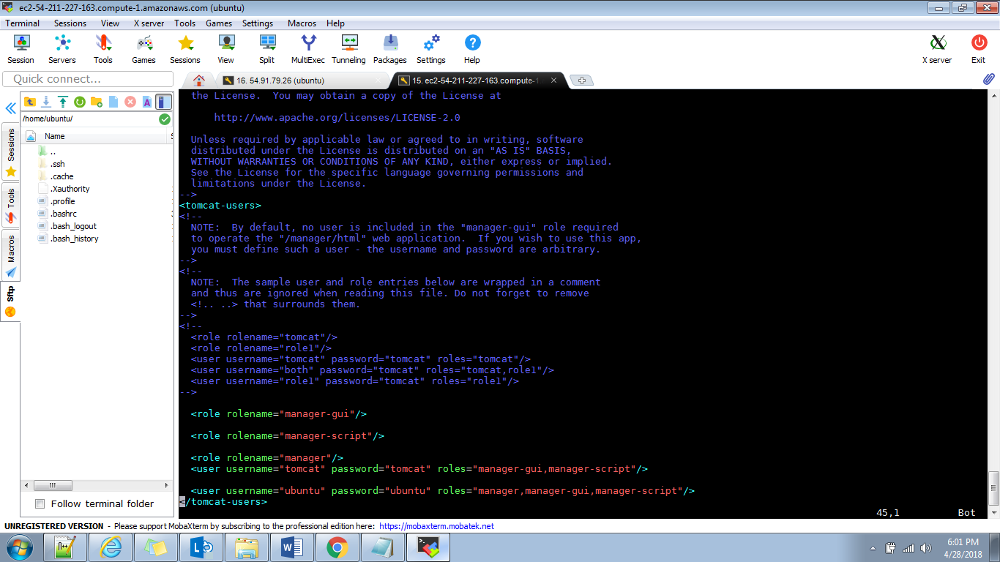 ec2-54-211-227-163.compute-1.amazonaws.com (ubuntu)
Terminal Sessions View X server Tools Games Settings Macros Help
Session Servers Tools Games Sessions View Split MultiExec Tunneling Packages Settings Help X server Exit
Quick connect...
16. 54.91.79.26 (ubuntu)
15. ec2-54-211-227-163.compute-1
/home/ubuntu/
Name
..
.ssh
.cache
.Xauthority
.profile
.bashrc
.bash_logout
.bash_history
Sessions
Tools
Macros
Sftp
Follow terminal folder
the License.  You may obtain a copy of the License at
http://www.apache.org/licenses/LICENSE-2.0
Unless required by applicable law or agreed to in writing, software
distributed under the License is distributed on an "AS IS" BASIS,
WITHOUT WARRANTIES OR CONDITIONS OF ANY KIND, either express or implied.
See the License for the specific language governing permissions and
limitations under the License.
-->
<tomcat-users>
<!--
NOTE:  By default, no user is included in the "manager-gui" role required
to operate the "/manager/html" web application.  If you wish to use this app,
you must define such a user - the username and password are arbitrary.
-->
<!--
NOTE:  The sample user and role entries below are wrapped in a comment
and thus are ignored when reading this file. Do not forget to remove
<!.. ..> that surrounds them.
-->
<!--
<role rolename="tomcat"/>
<role rolename="role1"/>
<user username="tomcat" password="tomcat" roles="tomcat"/>
<user username="both" password="tomcat" roles="tomcat,role1"/>
<user username="role1" password="tomcat" roles="role1"/>
-->
<role rolename="manager-gui"/>
<role rolename="manager-script"/>
<role rolename="manager"/>
<user username="tomcat" password="tomcat" roles="manager-gui,manager-script"/>
<user username="ubuntu" password="ubuntu" roles="manager,manager-gui,manager-script"/>
</tomcat-users>
45,1 Bot
UNREGISTERED VERSION - Please support MobaXterm by subscribing to the professional edition here: https://mobaxterm.mobatek.net
6:01 PM
4/28/2018